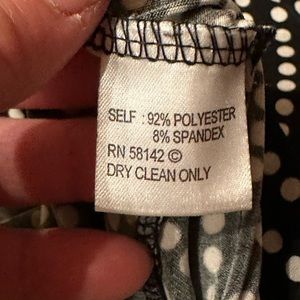 SELF : 92% POLYESTER
8% SPANDEX
RN 58142 ©
DRY CLEAN ONLY